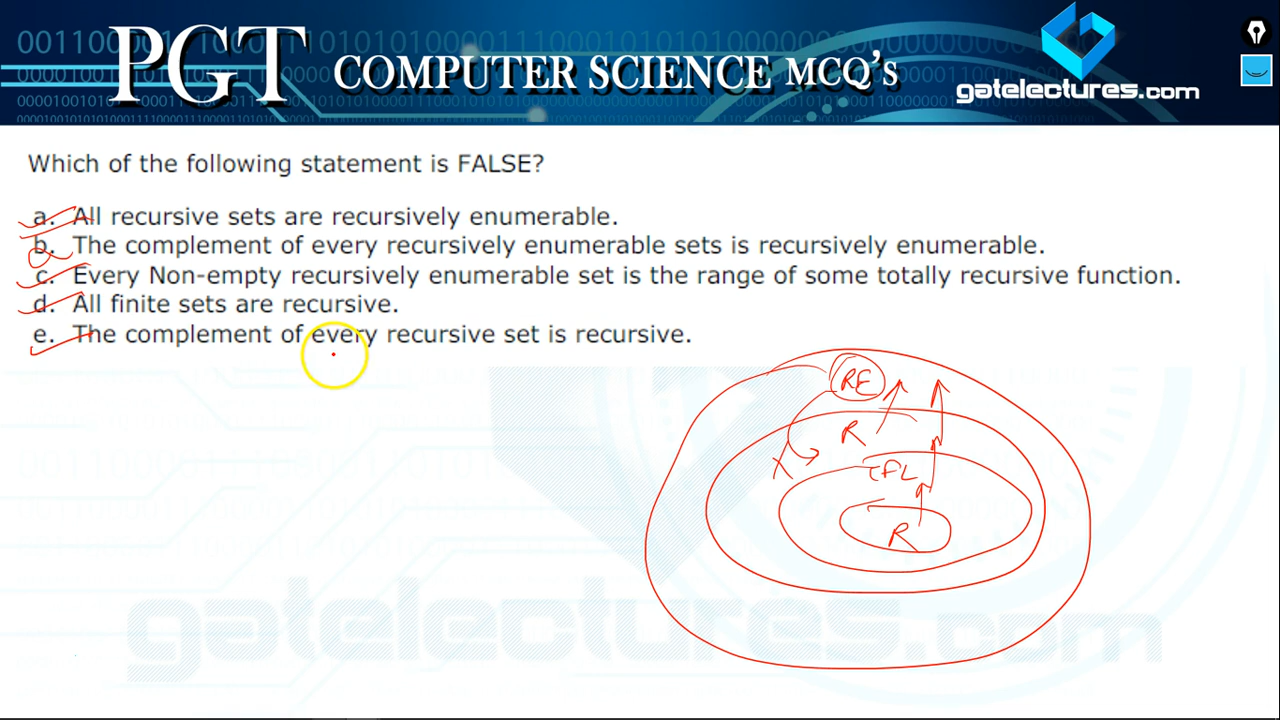 PGT COMPUTER SCIENCE MCQ'S
gatelectures.com
Which of the following statement is FALSE?
a. All recursive sets are recursively enumerable.
b. The complement of every recursively enumerable sets is recursively enumerable.
c. Every Non-empty recursively enumerable set is the range of some totally recursive function.
d. All finite sets are recursive.
e. The complement of every recursive set is recursive.
RE
R
CFL
R
gatelectures.com